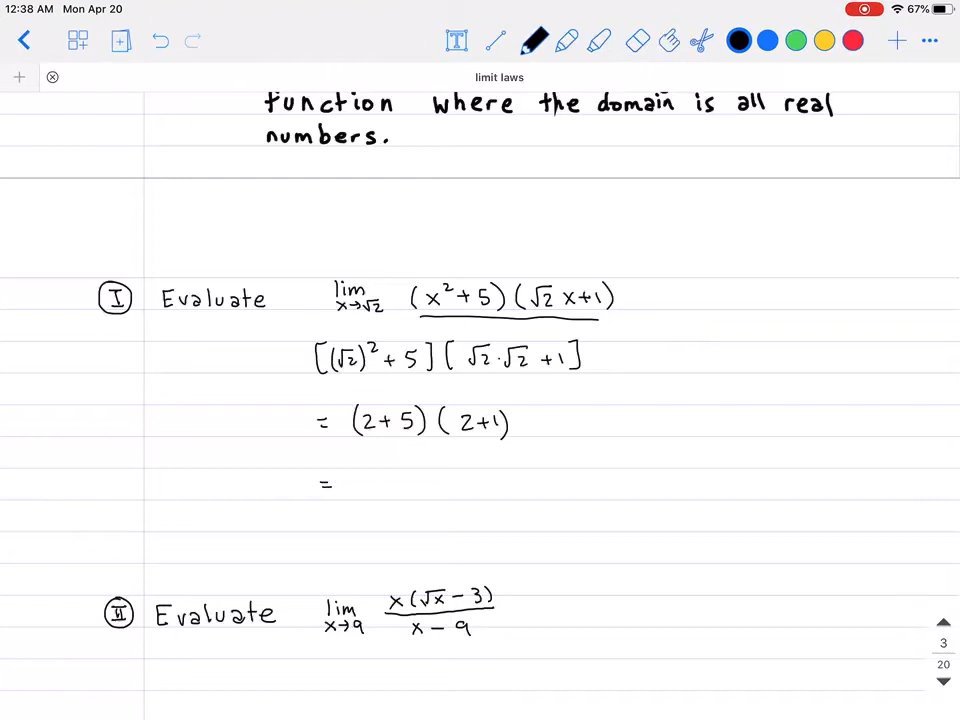 12:38 AM Mon Apr 20 67%
T
limit laws
function where the domain is all real
numbers.
I Evaluate lim x→√2 (x² + 5)(√2 x+1)
[(√2)² + 5][√2·√2 +1]
= (2+5)(2+1)
=
II Evaluate lim x→9 x(√x − 3) / x − 9
3
20